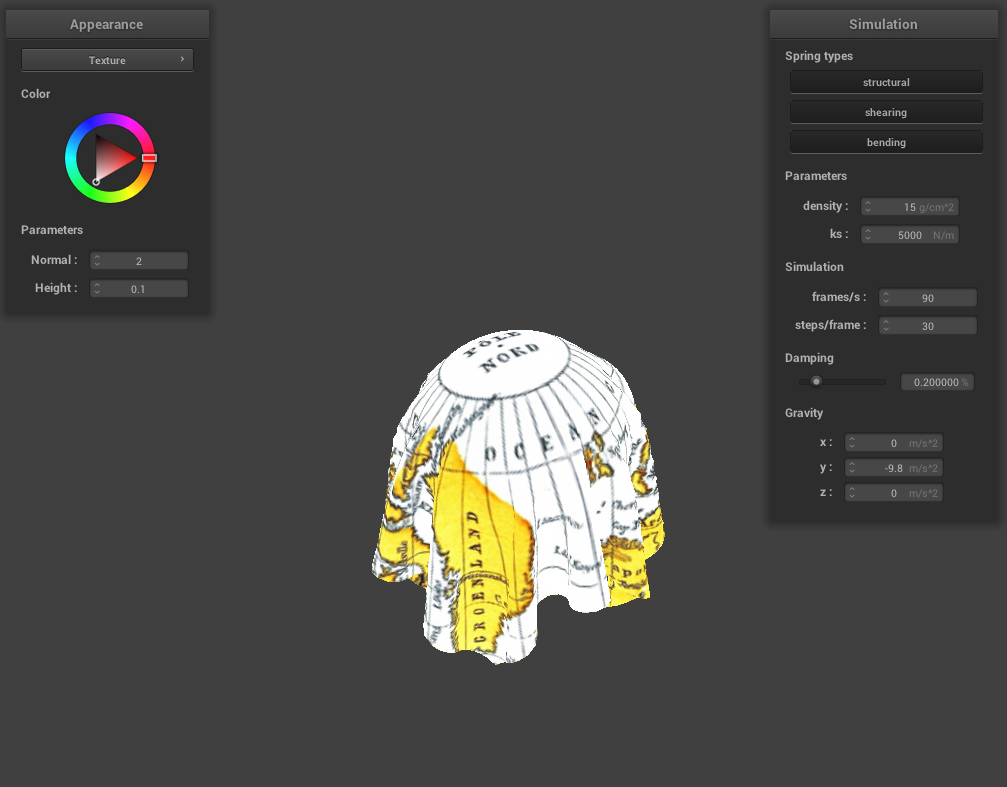 Appearance
Texture
Color
Parameters
Normal : 2
Height : 0.1
Simulation
Spring types
structural
shearing
bending
Parameters
density : 15 g/cm^2
ks : 5000 N/m
Simulation
frames/s : 90
steps/frame : 30
Damping
0.200000 %
Gravity
x : 0 m/s^2
y : -9.8 m/s^2
z : 0 m/s^2
POLE
NORD
OCEAN
GROENLAND